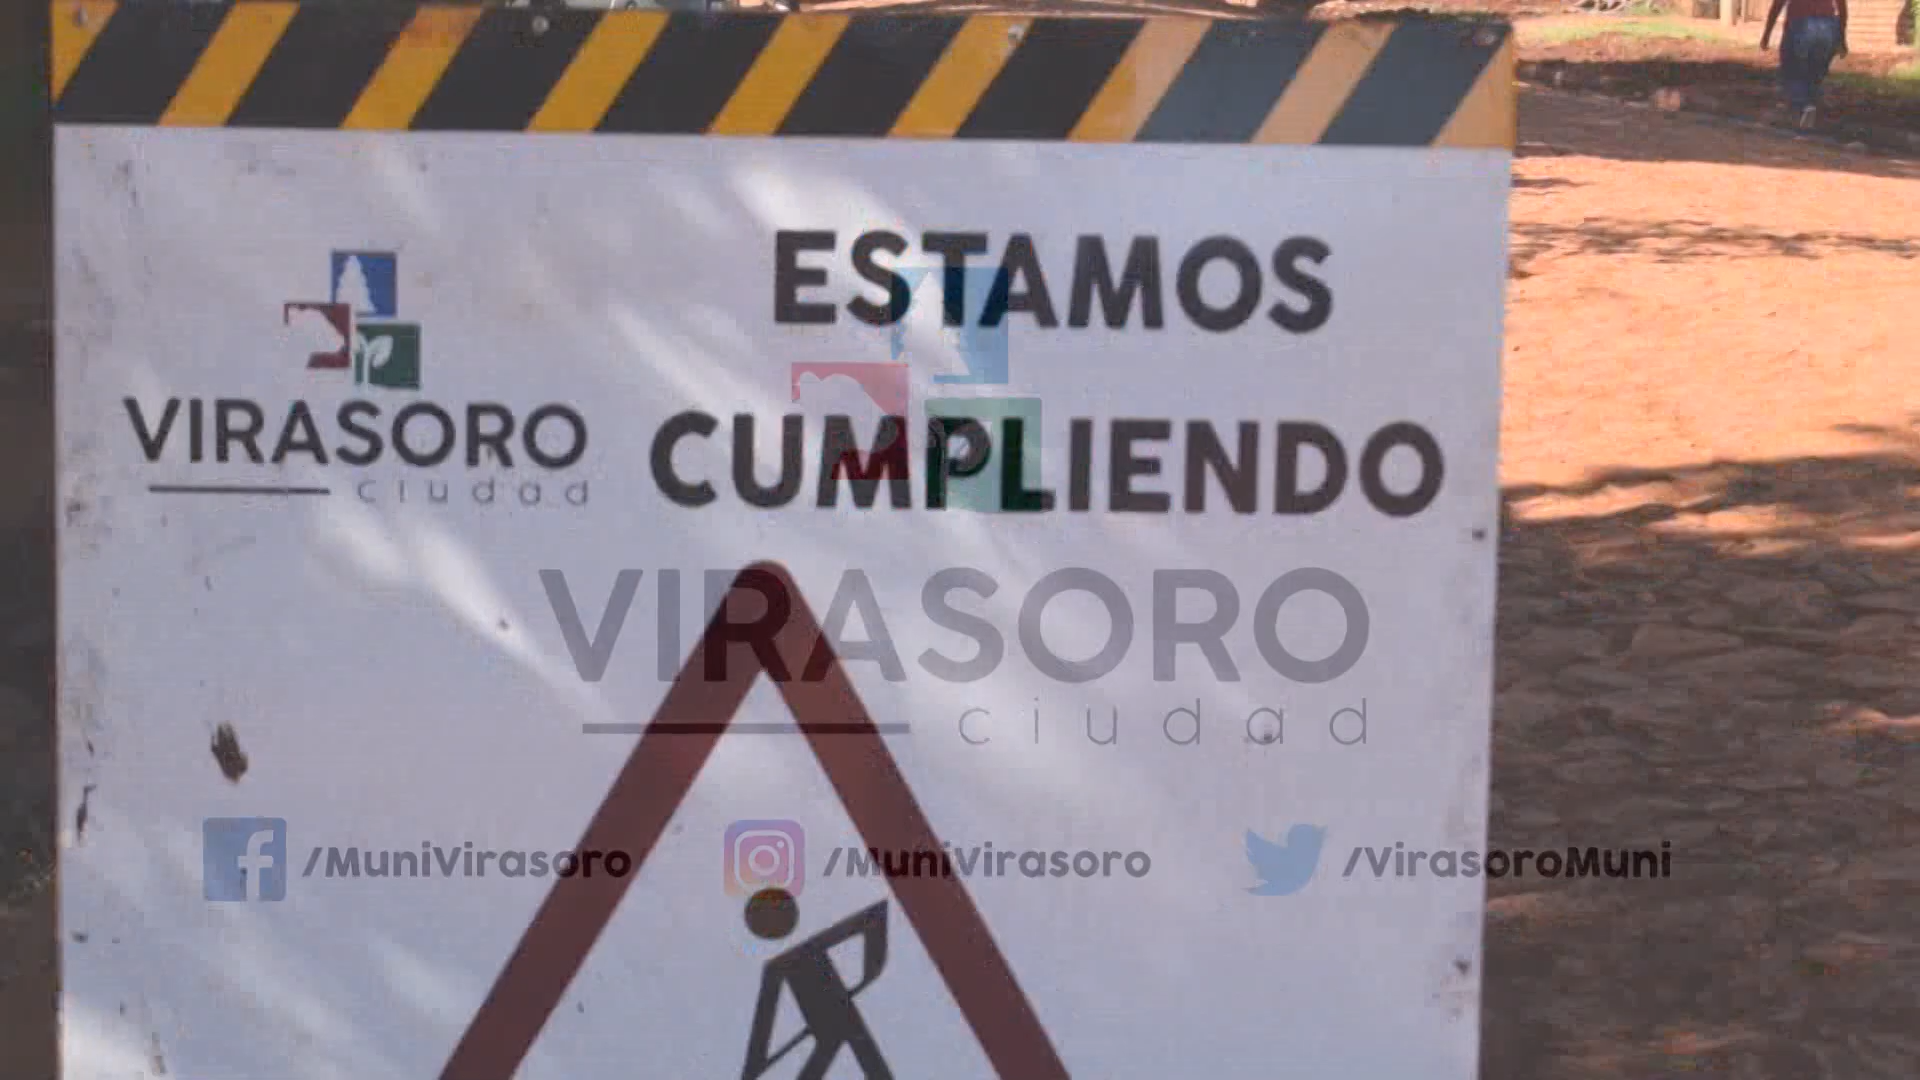 ESTAMOS
CUMPLIENDO
VIRASORO
ciudad
VIRASORO
ciudad
/MuniVirasoro
/MuniVirasoro
/VirasoroMuni